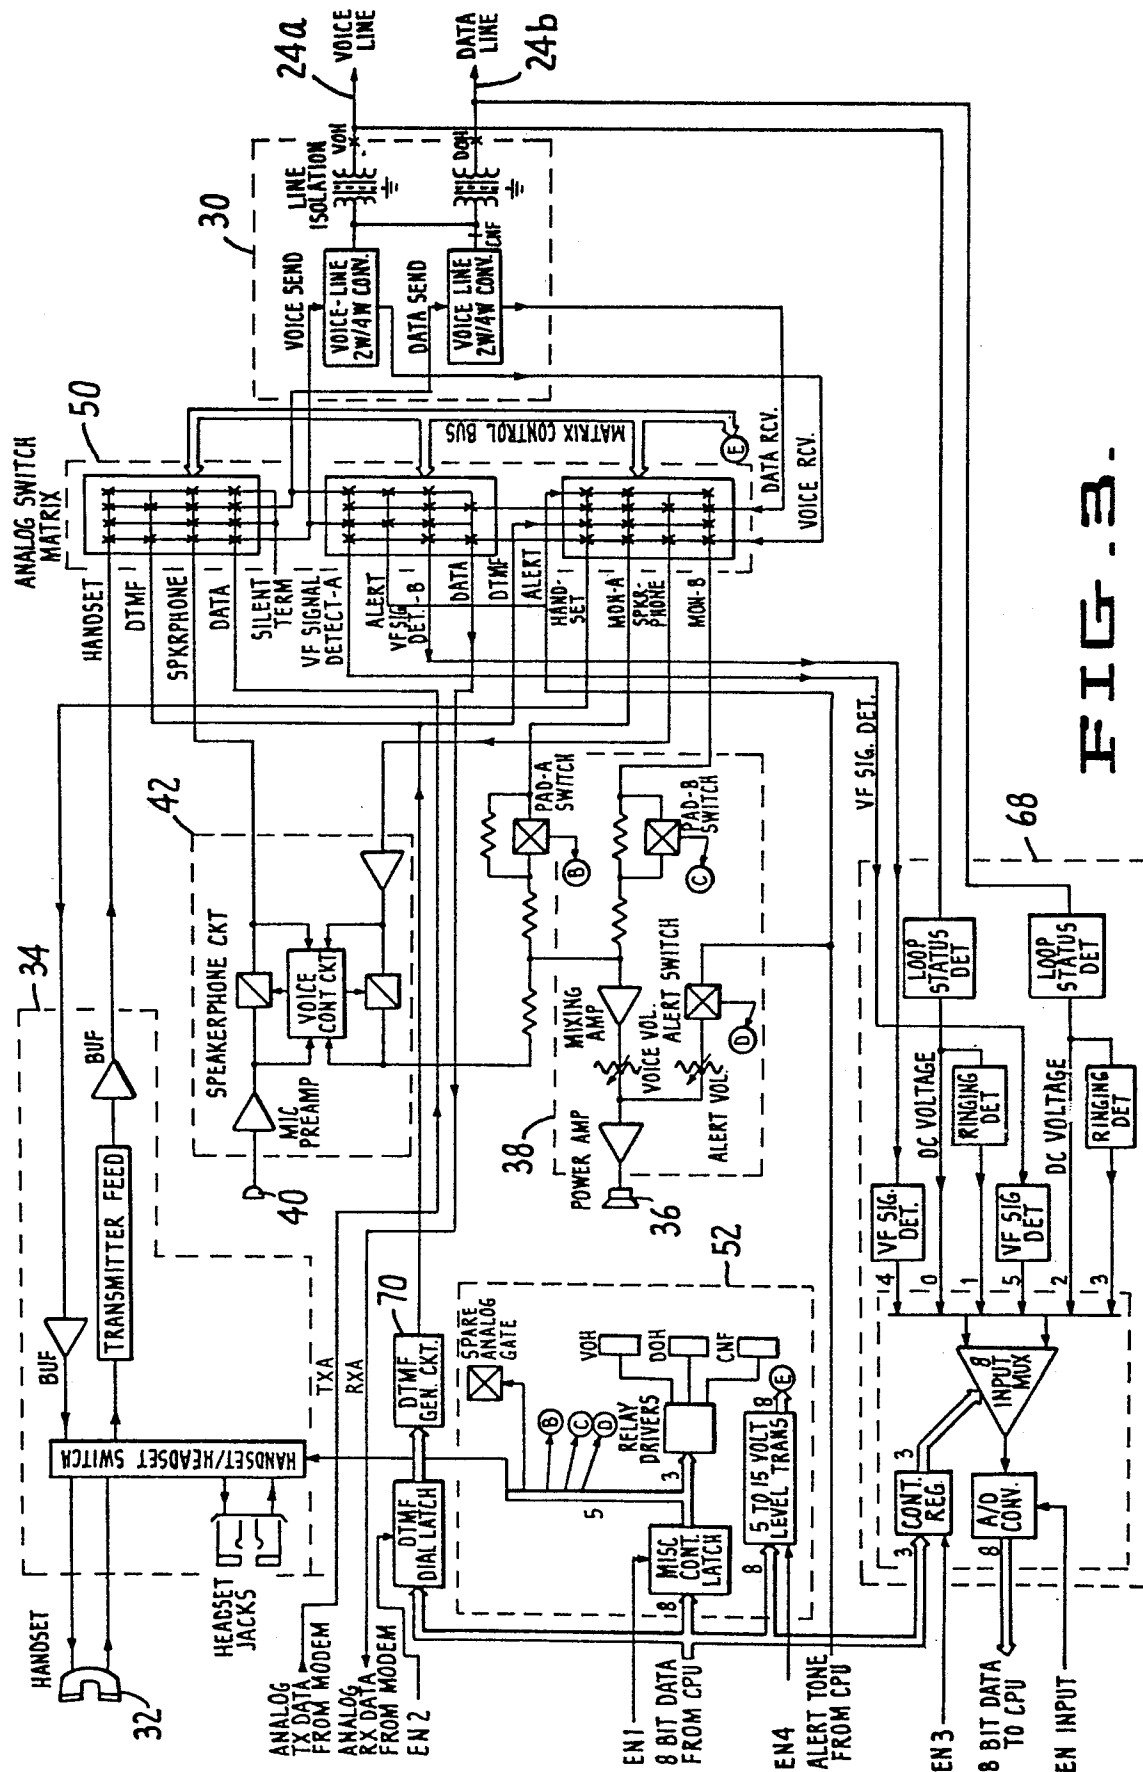 HANDSET
32
HEADSET
JACKS
HANDSET/HEADSET SWITCH
BUF
TRANSMITTER FEED
BUF
34
ANALOG
TX DATA
FROM MODEM
ANALOG
RX DATA
FROM MODEM
EN 2
TXA
RXA
DTMF
DIAL LATCH
DTMF
GEN. CKT.
70
40
MIC
PREAMP
SPEAKERPHONE CKT
VOICE
CONT CKT
42
ANALOG SWITCH
MATRIX
50
HANDSET
DTMF
SPKRPHONE
DATA
SILENT
TERM
VF SIGNAL
DETECT-A
ALERT
VF SIG
DET.-B
DATA
DTMF
ALERT
HAND-
SET
MON-A
SPKR-
PHONE
MON-B
MATRIX CONTROL BUS
E
30
VOICE SEND
LINE
ISOLATION
VOICE-LINE
2W/4W CONV.
DATA SEND
VOICE LINE
2W/4W CONV.
CNF
VOH
DOH
24a
VOICE
LINE
DATA
LINE
24b
DATA RCV.
VOICE RCV.
PAD-A
SWITCH
B
PAD-B
SWITCH
C
38
POWER AMP
36
MIXING
AMP
VOICE VOL.
ALERT SWITCH
D
ALERT VOL.
52
SPARE
ANALOG
GATE
B
C
D
RELAY
DRIVERS
VOH
DOH
CNF
5
3
MISC
CONT.
LATCH
8
5 TO 15 VOLT
LEVEL TRANS
8
8
E
EN1
8 BIT DATA
FROM CPU
EN4
ALERT TONE
FROM CPU
VF SIG. DET.
68
LOOP
STATUS
DET
LOOP
STATUS
DET
DC VOLTAGE
RINGING
DET
DC VOLTAGE
RINGING
DET
VF SIG.
DET.
VF SIG
DET
4
0
1
5
2
3
8
INPUT
MUX
3
CONT.
REG.
3
A/D
CONV.
8
EN3
8 BIT DATA
TO CPU
EN INPUT
FIG.3.